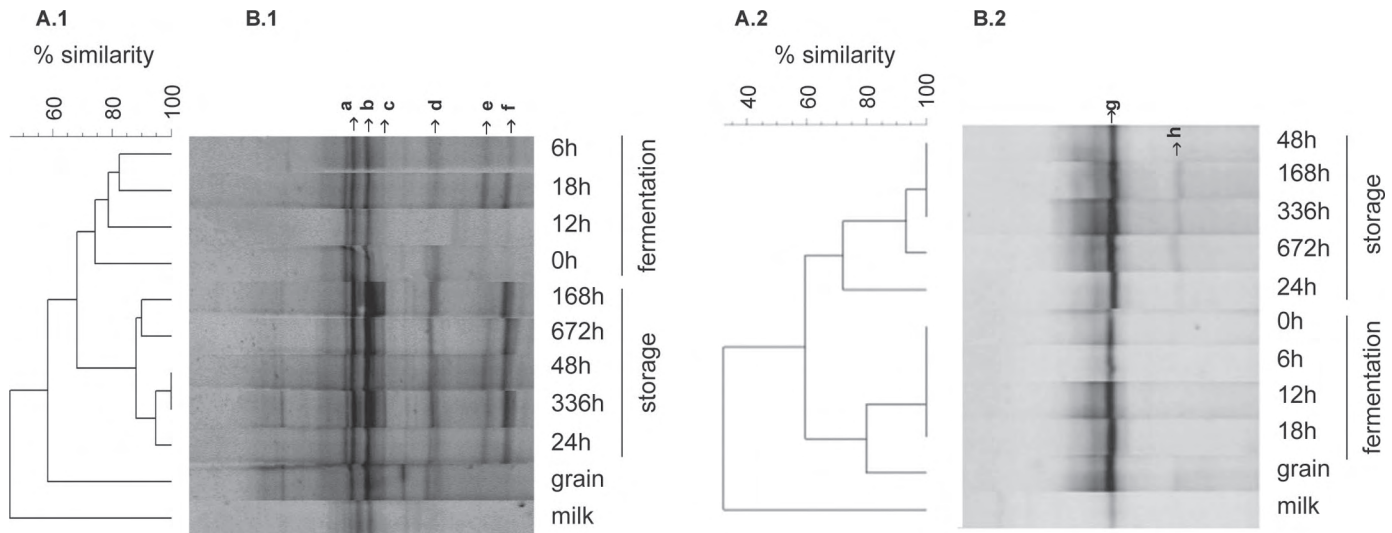 A.1
B.1
% similarity
60 80 100
a b c d e f
6h
18h
12h
0h
168h
672h
48h
336h
24h
grain
milk
fermentation
storage
A.2
B.2
% similarity
40 60 80 100
g
h
48h
168h
336h
672h
24h
0h
6h
12h
18h
grain
milk
storage
fermentation